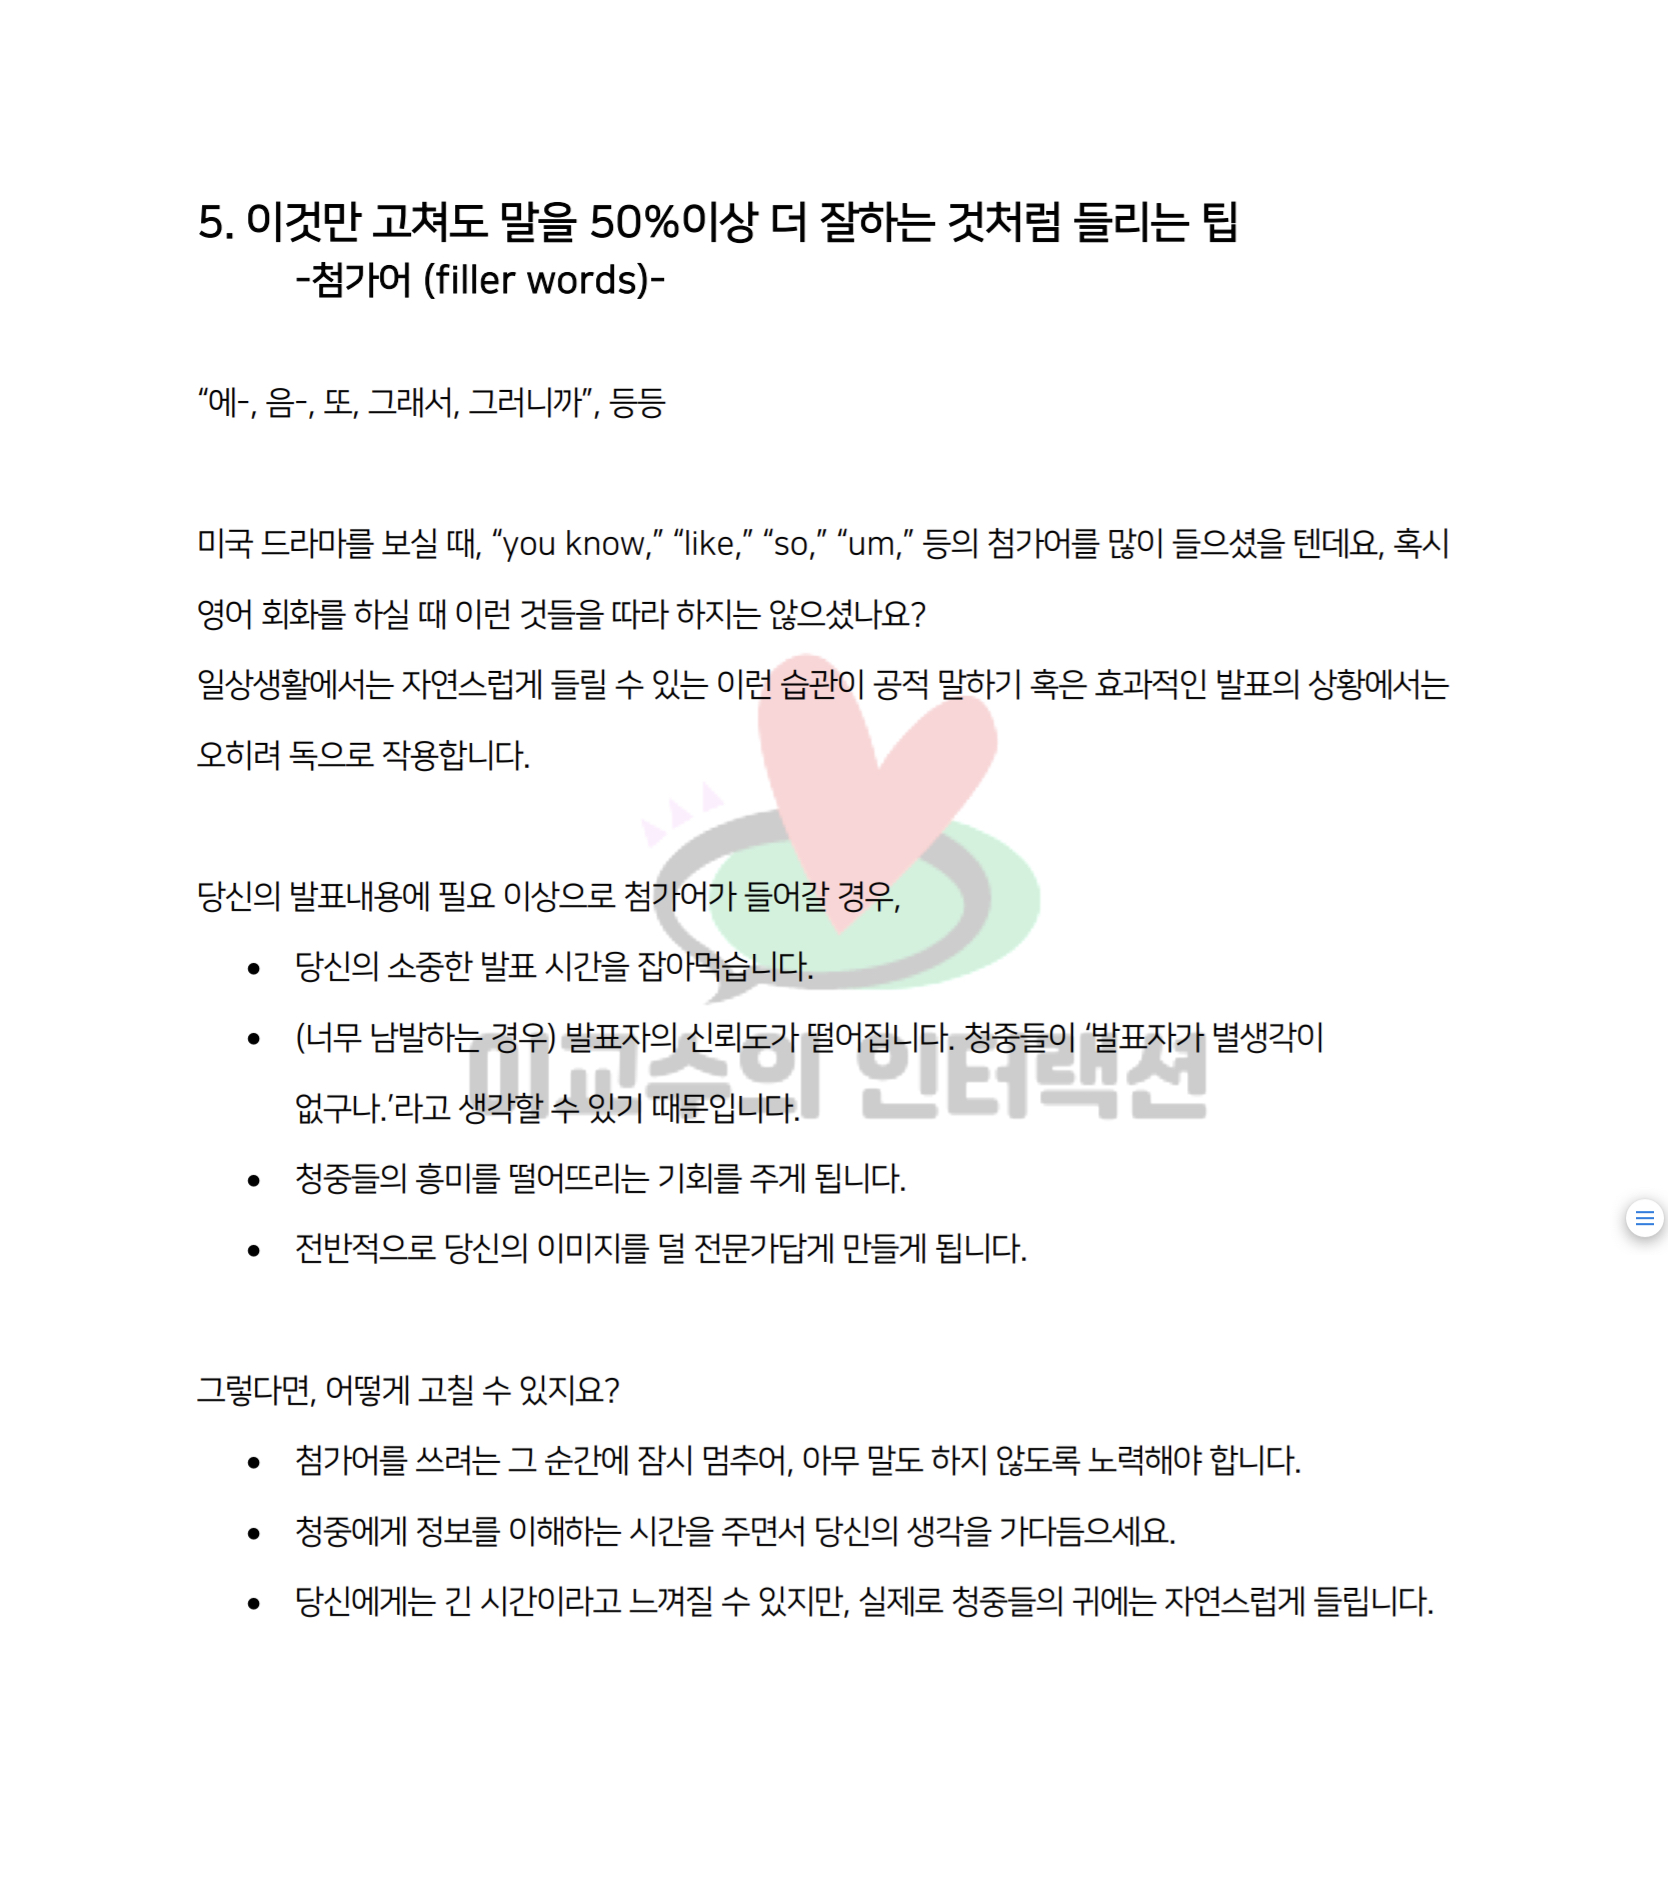 5. 이것만 고쳐도 말을 50%이상 더 잘하는 것처럼 들리는 팁
-첨가어 (filler words)-
“에-, 음-, 또, 그래서, 그러니까”, 등등
미국 드라마를 보실 때, “you know,” “like,” “so,” “um,” 등의 첨가어를 많이 들으셨을 텐데요, 혹시
영어 회화를 하실 때 이런 것들을 따라 하지는 않으셨나요?
일상생활에서는 자연스럽게 들릴 수 있는 이런 습관이 공적 말하기 혹은 효과적인 발표의 상황에서는
오히려 독으로 작용합니다.
당신의 발표내용에 필요 이상으로 첨가어가 들어갈 경우,
● 당신의 소중한 발표 시간을 잡아먹습니다.
● (너무 남발하는 경우) 발표자의 신뢰도가 떨어집니다. 청중들이 ‘발표자가 별생각이
없구나.’라고 생각할 수 있기 때문입니다.
미교수의 인터랙션
● 청중들의 흥미를 떨어뜨리는 기회를 주게 됩니다.
● 전반적으로 당신의 이미지를 덜 전문가답게 만들게 됩니다.
그렇다면, 어떻게 고칠 수 있지요?
● 첨가어를 쓰려는 그 순간에 잠시 멈추어, 아무 말도 하지 않도록 노력해야 합니다.
● 청중에게 정보를 이해하는 시간을 주면서 당신의 생각을 가다듬으세요.
● 당신에게는 긴 시간이라고 느껴질 수 있지만, 실제로 청중들의 귀에는 자연스럽게 들립니다.